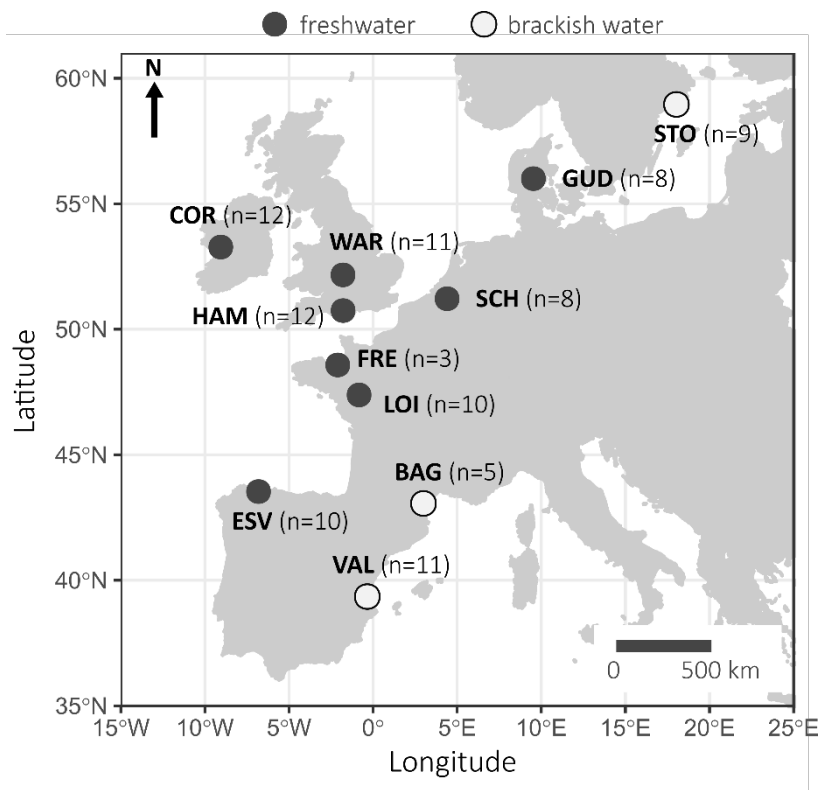 freshwater brackish water
60°N
N
STO (n=9)
GUD (n=8)
55°N
COR (n=12)
WAR (n=11)
SCH (n=8)
HAM (n=12)
50°N
FRE (n=3)
LOI (n=10)
Latitude
45°N
BAG (n=5)
ESV (n=10)
VAL (n=11)
40°N
0 500 km
35°N
15°W 10°W 5°W 0° 5°E 10°E 15°E 20°E 25°E
Longitude